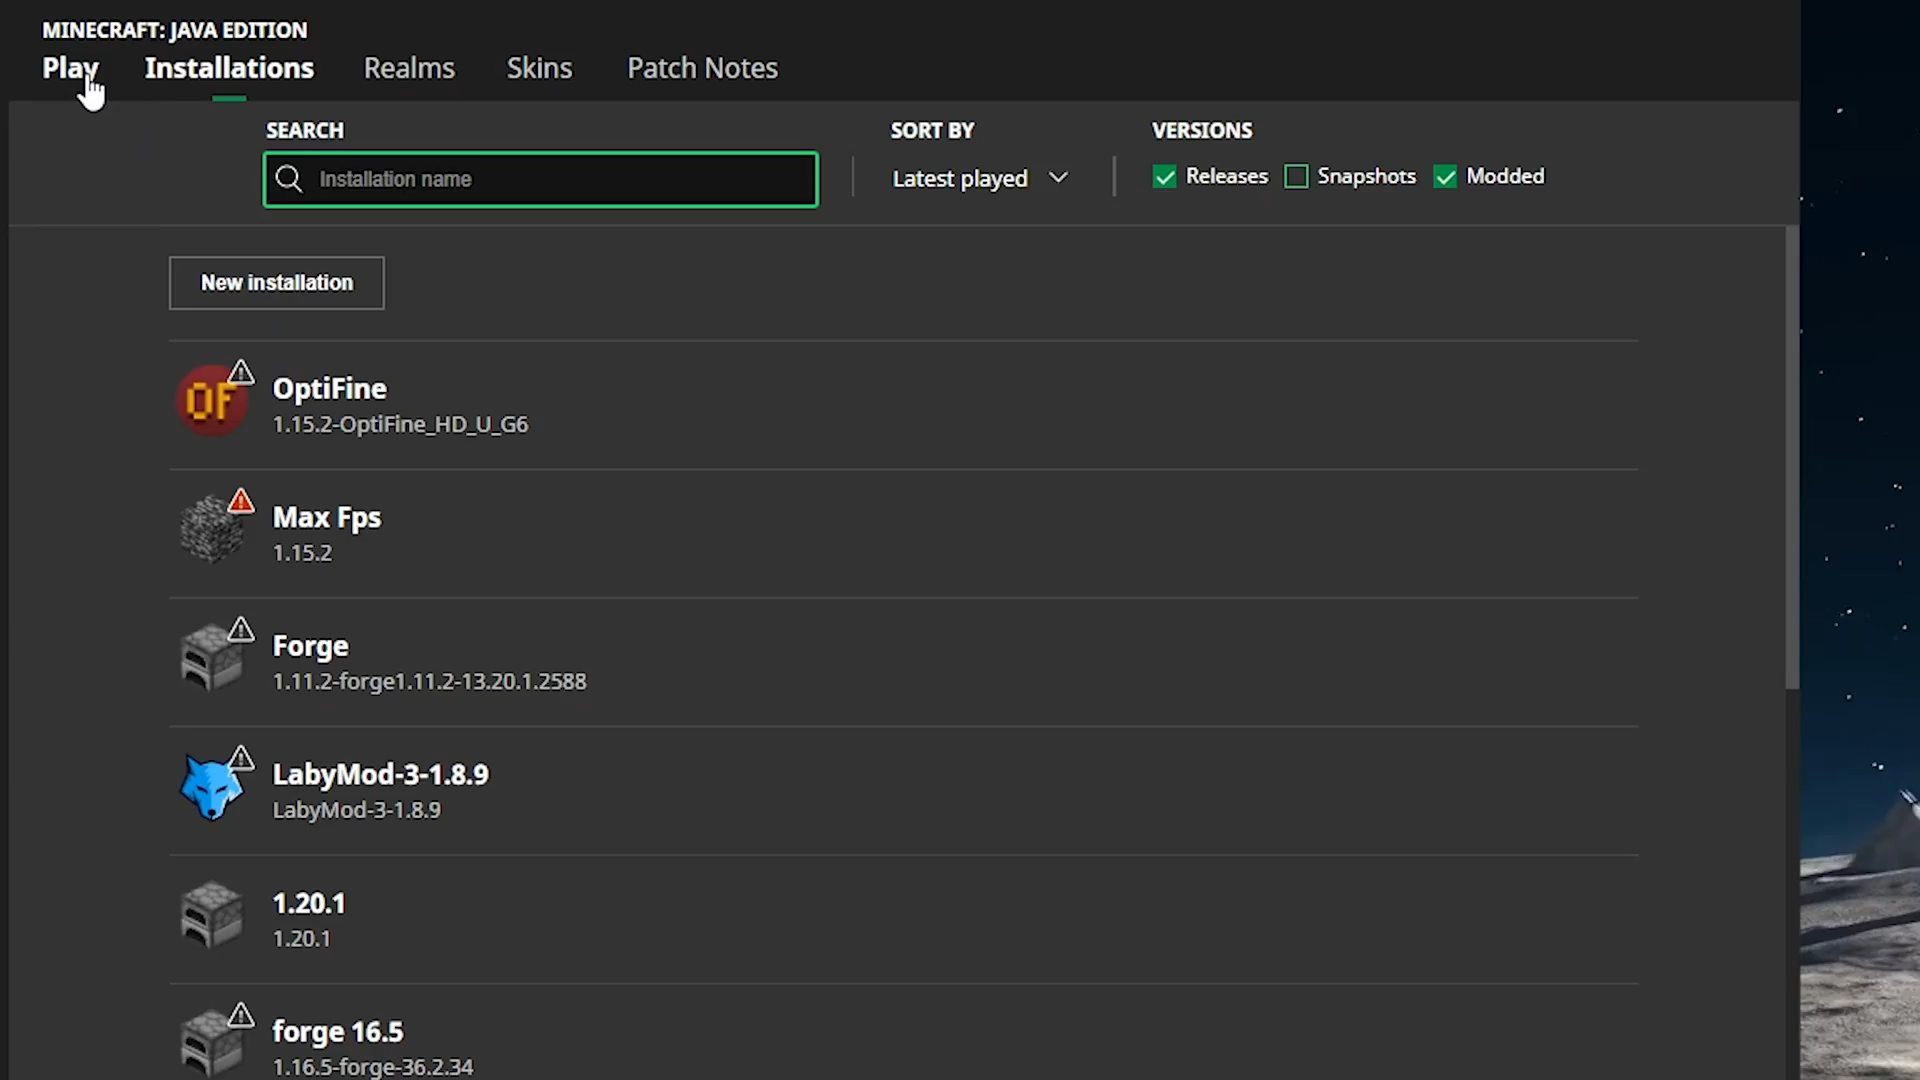 MINECRAFT: JAVA EDITION
Play Installations Realms Skins Patch Notes
SEARCH SORT BY VERSIONS
Installation name Latest played Releases Snapshots Modded
New installation
OF
OptiFine
1.15.2-OptiFine_HD_U_G6
Max Fps
1.15.2
Forge
1.11.2-forge1.11.2-13.20.1.2588
LabyMod-3-1.8.9
LabyMod-3-1.8.9
1.20.1
1.20.1
forge 16.5
1.16.5-forge-36.2.34